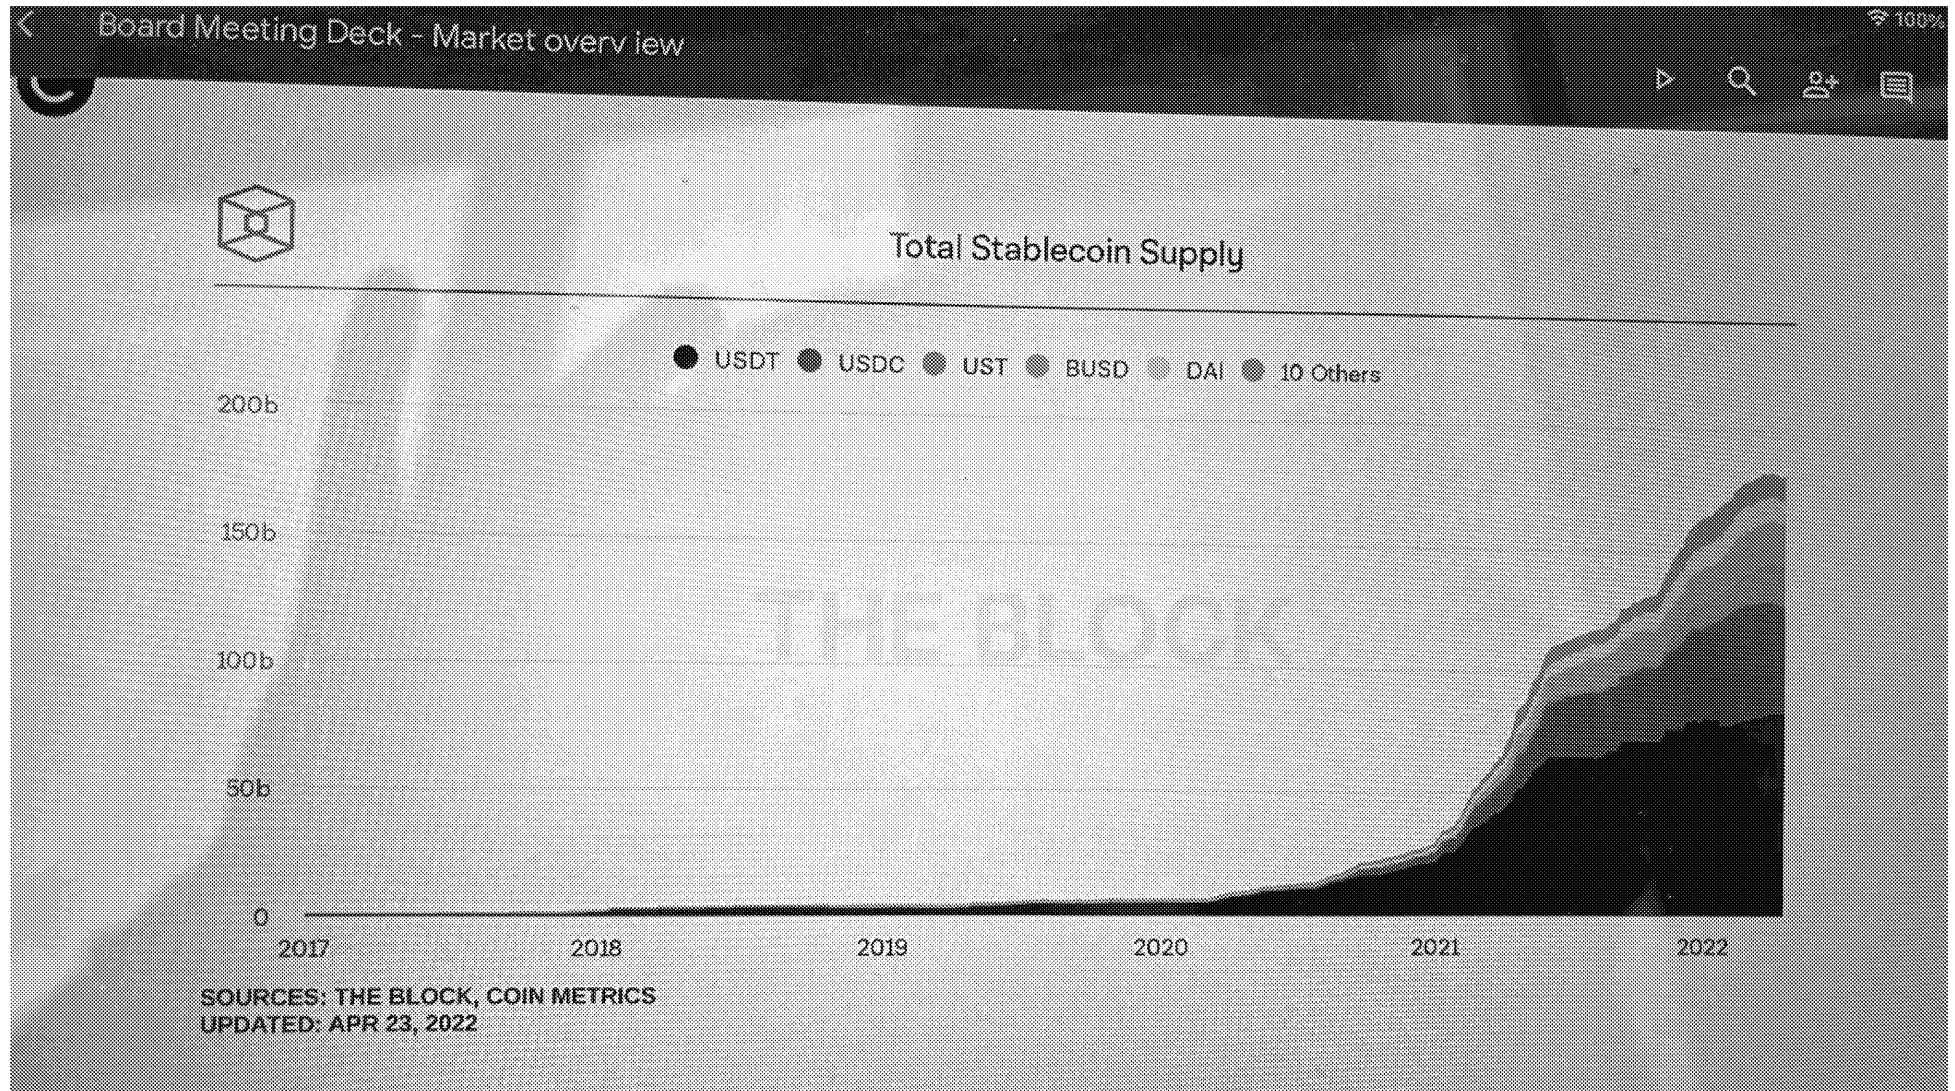 Board Meeting Deck - Market overv iew
100%
Total Stablecoin Supply
USDT USDC UST BUSD DAI 10 Others
200b
150b
THE BLOCK
100b
50b
0
2017 2018 2019 2020 2021 2022
SOURCES: THE BLOCK, COIN METRICS
UPDATED: APR 23, 2022